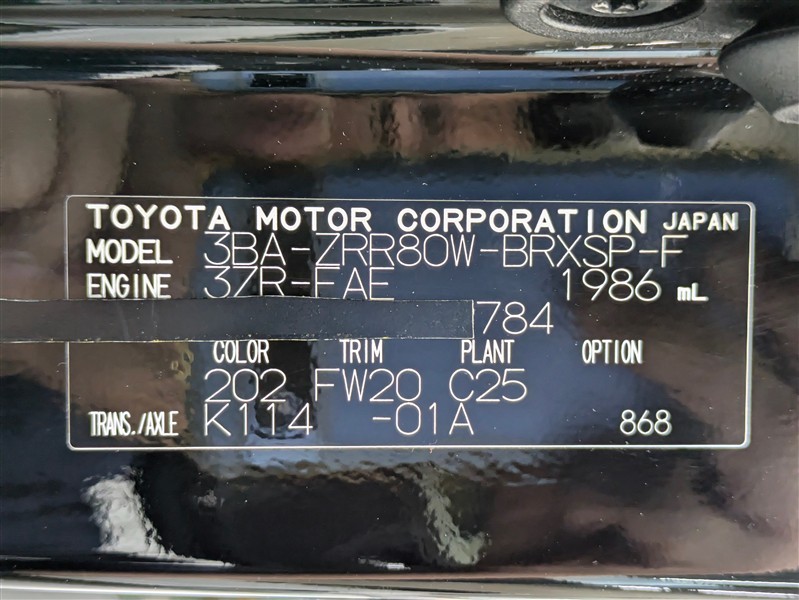 TOYOTA MOTOR CORPORATION JAPAN
MODEL 3BA-ZRR80W-BRXSP-F
ENGINE 3ZR-FAE 1986 mL
784
COLOR TRIM PLANT OPTION
202 FW20 C25
TRANS./AXLE K114 -01A 868